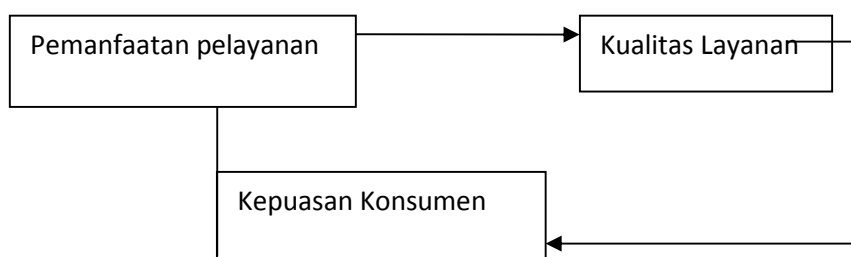 Pemanfaatan pelayanan
Kualitas Layanan
Kepuasan Konsumen